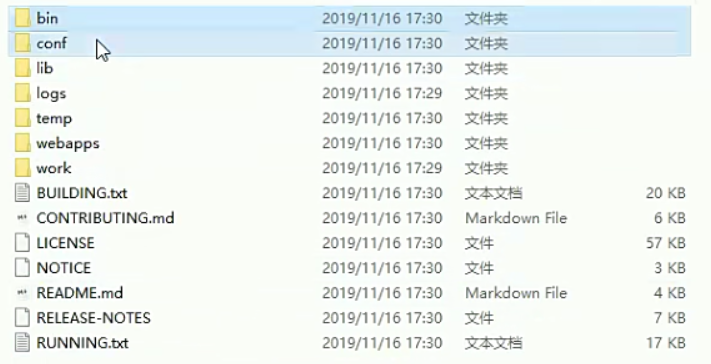 bin 2019/11/16 17:30 文件夹
conf 2019/11/16 17:30 文件夹
lib 2019/11/16 17:30 文件夹
logs 2019/11/16 17:29 文件夹
temp 2019/11/16 17:30 文件夹
webapps 2019/11/16 17:30 文件夹
work 2019/11/16 17:29 文件夹
BUILDING.txt 2019/11/16 17:30 文本文档 20 KB
CONTRIBUTING.md 2019/11/16 17:30 Markdown File 6 KB
LICENSE 2019/11/16 17:30 文件 57 KB
NOTICE 2019/11/16 17:30 文件 3 KB
README.md 2019/11/16 17:30 Markdown File 4 KB
RELEASE-NOTES 2019/11/16 17:30 文件 7 KB
RUNNING.txt 2019/11/16 17:30 文本文档 17 KB